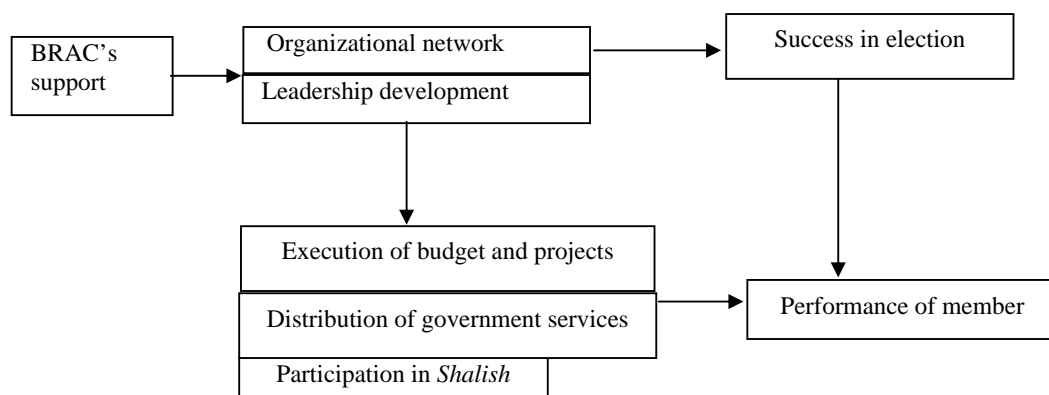 BRAC’s
support
Organizational network
Leadership development
Success in election
Execution of budget and projects
Distribution of government services
Participation in Shalish
Performance of member